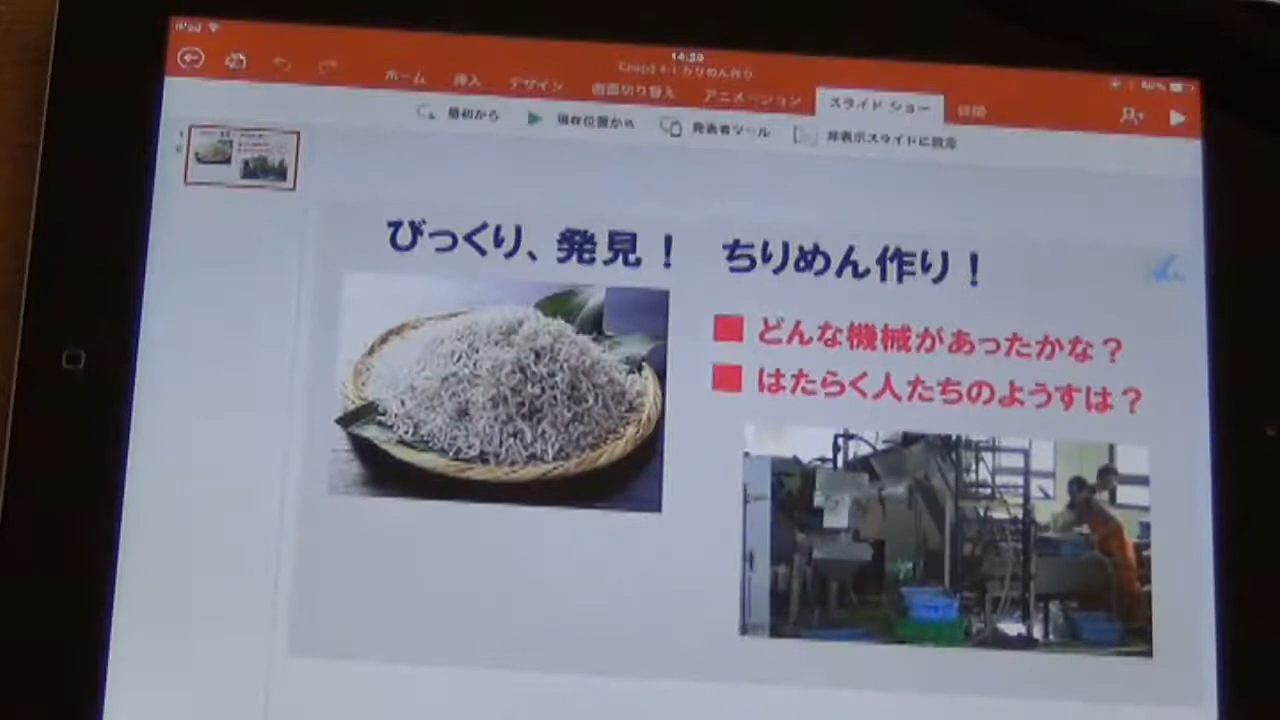 iPad
14:50
ホーム 挿入 デザイン 画面切り替え アニメーション スライド ショー 校閲
最初から 現在位置から 発表者ツール 非表示スライドに設定
びっくり、発見！ ちりめん作り！
■ どんな機械があったかな？
■ はたらく人たちのようすは？